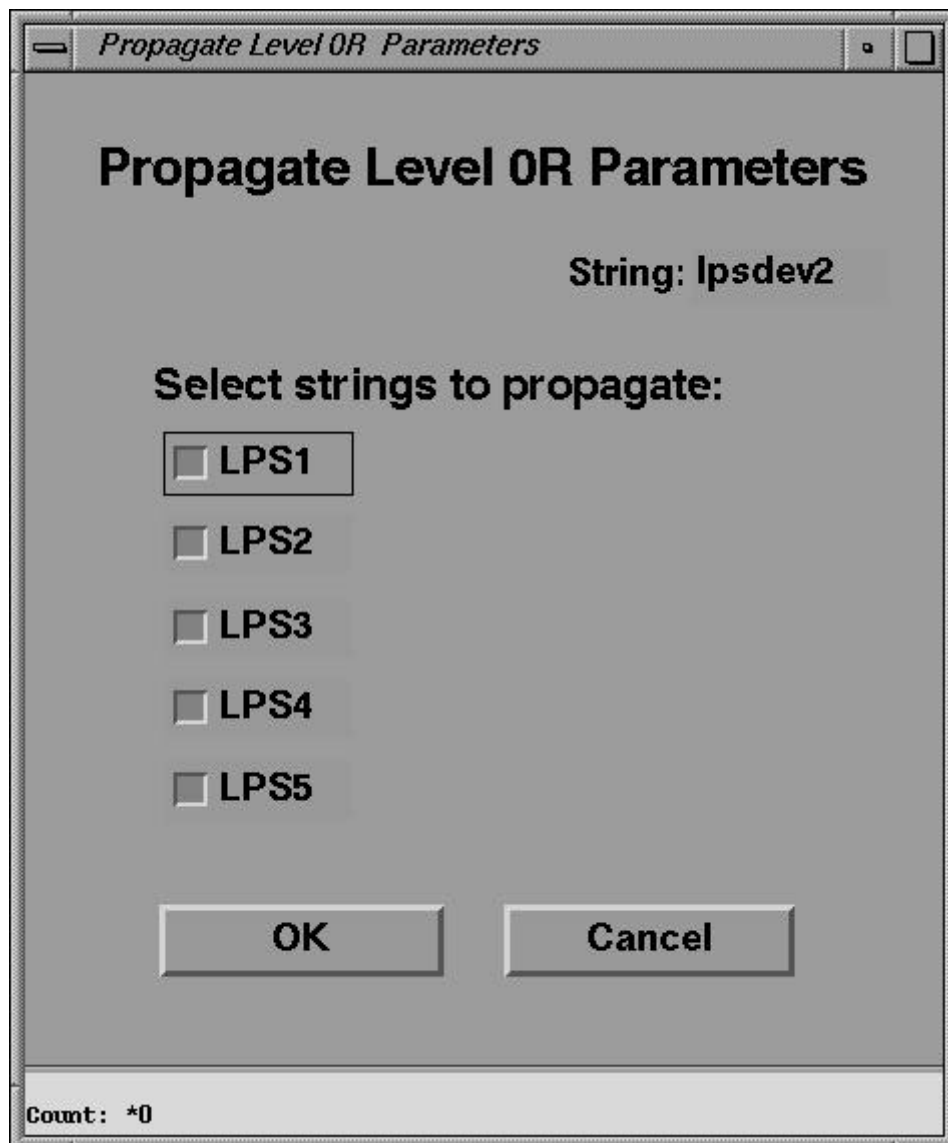 Propagate Level 0R Parameters
Propagate Level 0R Parameters
String: lpsdev2
Select strings to propagate:
LPS1
LPS2
LPS3
LPS4
LPS5
OK Cancel
Count: *0